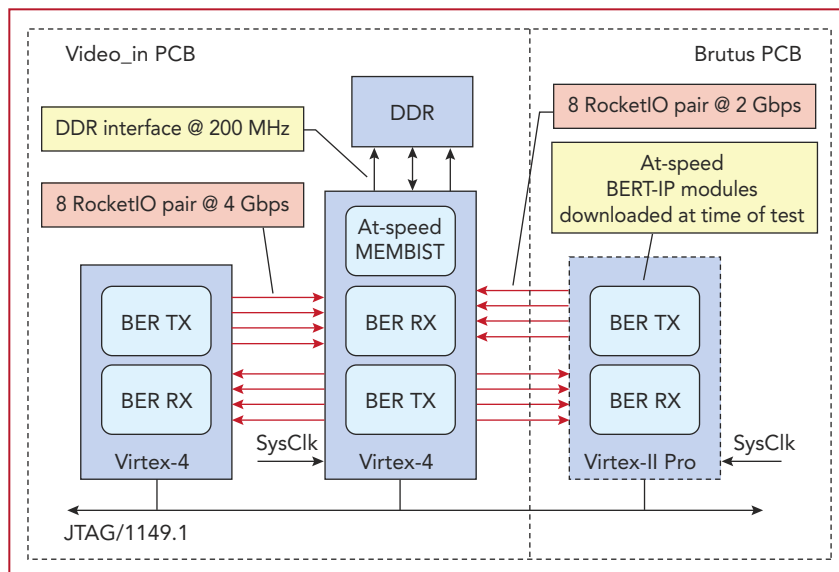 Video_in PCB
Brutus PCB
DDR
8 RocketIO pair @ 2 Gbps
DDR interface @ 200 MHz
At-speed
BERT-IP modules
downloaded at time of test
8 RocketIO pair @ 4 Gbps
At-speed
MEMBIST
BER TX
BER RX
BER TX
BER RX
BER TX
BER RX
Virtex-4
SysClk
Virtex-4
Virtex-II Pro
SysClk
JTAG/1149.1